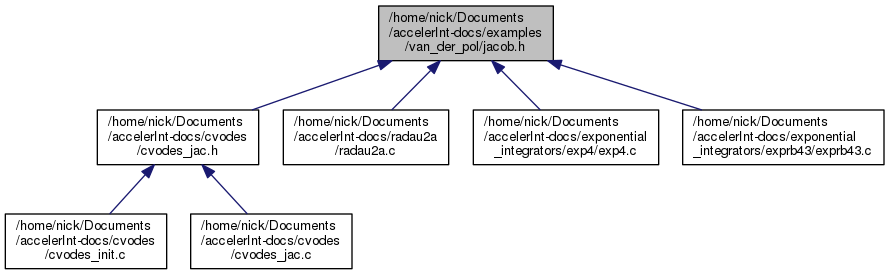 /home/nick/Documents
/accelerInt-docs/examples
/van_der_pol/jacob.h
/home/nick/Documents
/accelerInt-docs/cvodes
/cvodes_jac.h
/home/nick/Documents
/accelerInt-docs/radau2a
/radau2a.c
/home/nick/Documents
/accelerInt-docs/exponential
_integrators/exp4/exp4.c
/home/nick/Documents
/accelerInt-docs/exponential
_integrators/exprb43/exprb43.c
/home/nick/Documents
/accelerInt-docs/cvodes
/cvodes_init.c
/home/nick/Documents
/accelerInt-docs/cvodes
/cvodes_jac.c